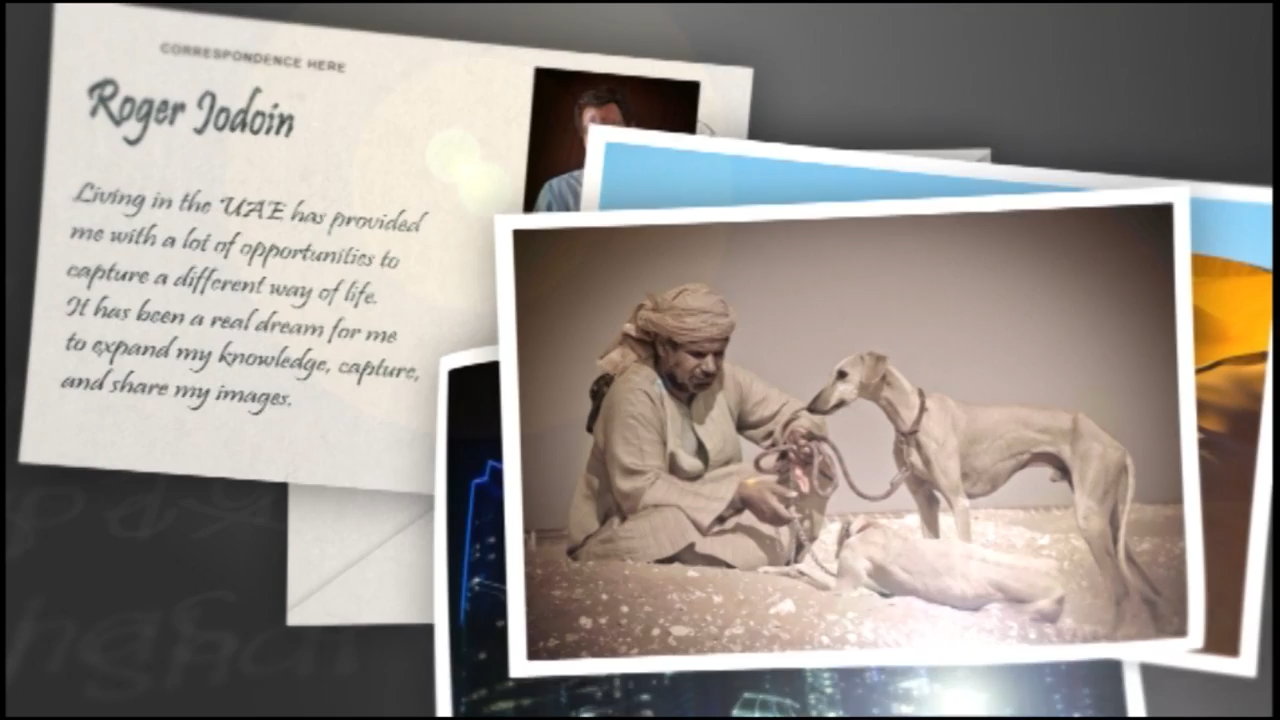 CORRESPONDENCE HERE
Roger Jodoin
Living in the UAE has provided
me with a lot of opportunities to
capture a different way of life.
It has been a real dream for me
to expand my knowledge, capture,
and share my images.